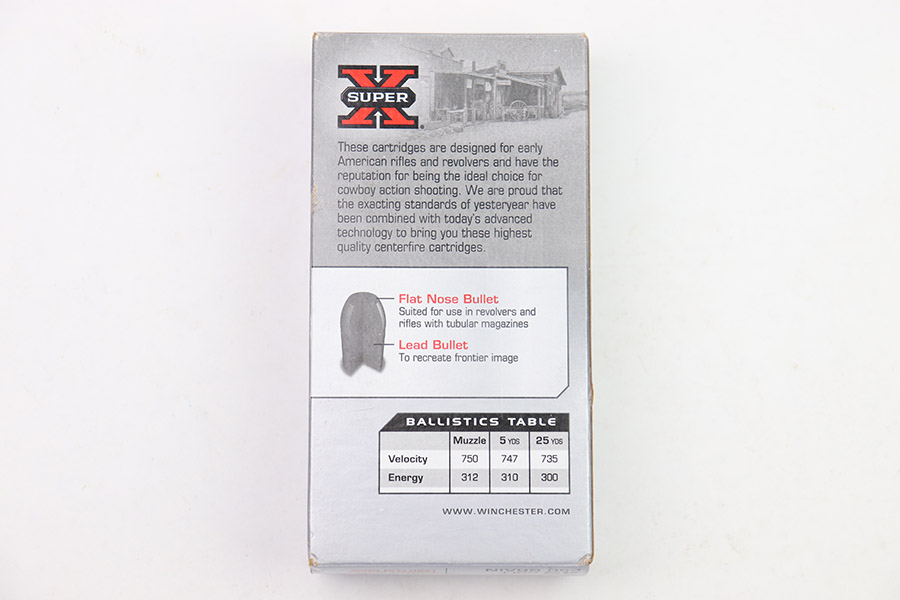 SUPER X
These cartridges are designed for early
American rifles and revolvers and have the
reputation for being the ideal choice for
cowboy action shooting. We are proud that
the exacting standards of yesteryear have
been combined with today's advanced
technology to bring you these highest
quality centerfire cartridges.
Flat Nose Bullet
Suited for use in revolvers and
rifles with tubular magazines
Lead Bullet
To recreate frontier image
BALLISTICS TABLE
Muzzle 5 YDS 25 YDS
Velocity 750 747 735
Energy 312 310 300
WWW.WINCHESTER.COM